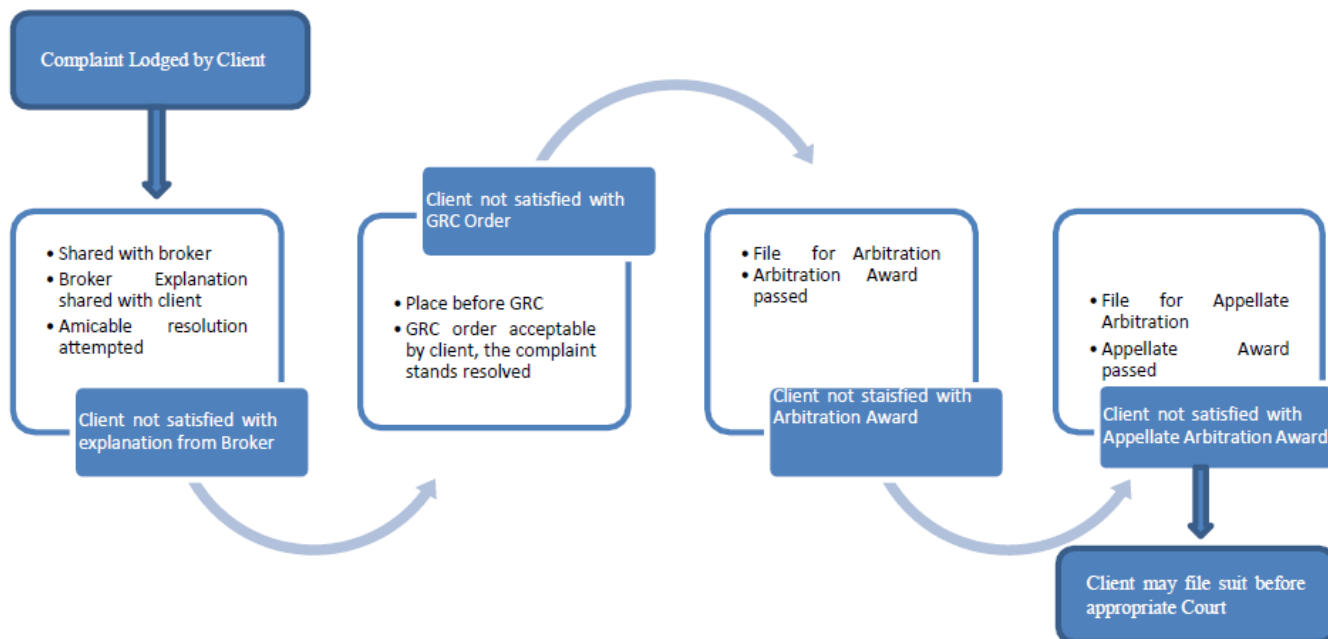 Complaint Lodged by Client
• Shared with broker
• Broker Explanation
shared with client
• Amicable resolution
attempted
Client not satisfied with
explanation from Broker
Client not satisfied with
GRC Order
• Place before GRC
• GRC order acceptable
by client, the complaint
stands resolved
• File for Arbitration
• Arbitration Award
passed
Client not staisfied with
Arbitration Award
• File for Appellate
Arbitration
• Appellate Award
passed
Client not satisfied with
Appellate Arbitration Award
Client may file suit before
appropriate Court